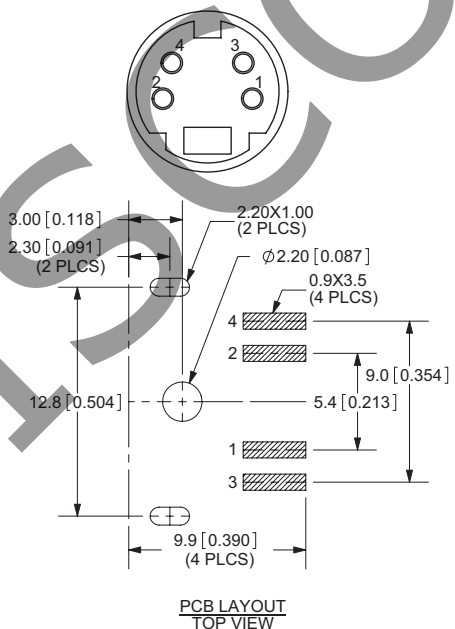 4 3
2 1
3.00 [0.118]
2.20X1.00
(2 PLCS)
2.30 [0.091]
(2 PLCS)
∅2.20 [0.087]
0.9X3.5
(4 PLCS)
4
2
9.0 [0.354]
12.8 [0.504]
5.4 [0.213]
1
3
9.9 [0.390]
(4 PLCS)
PCB LAYOUT
TOP VIEW